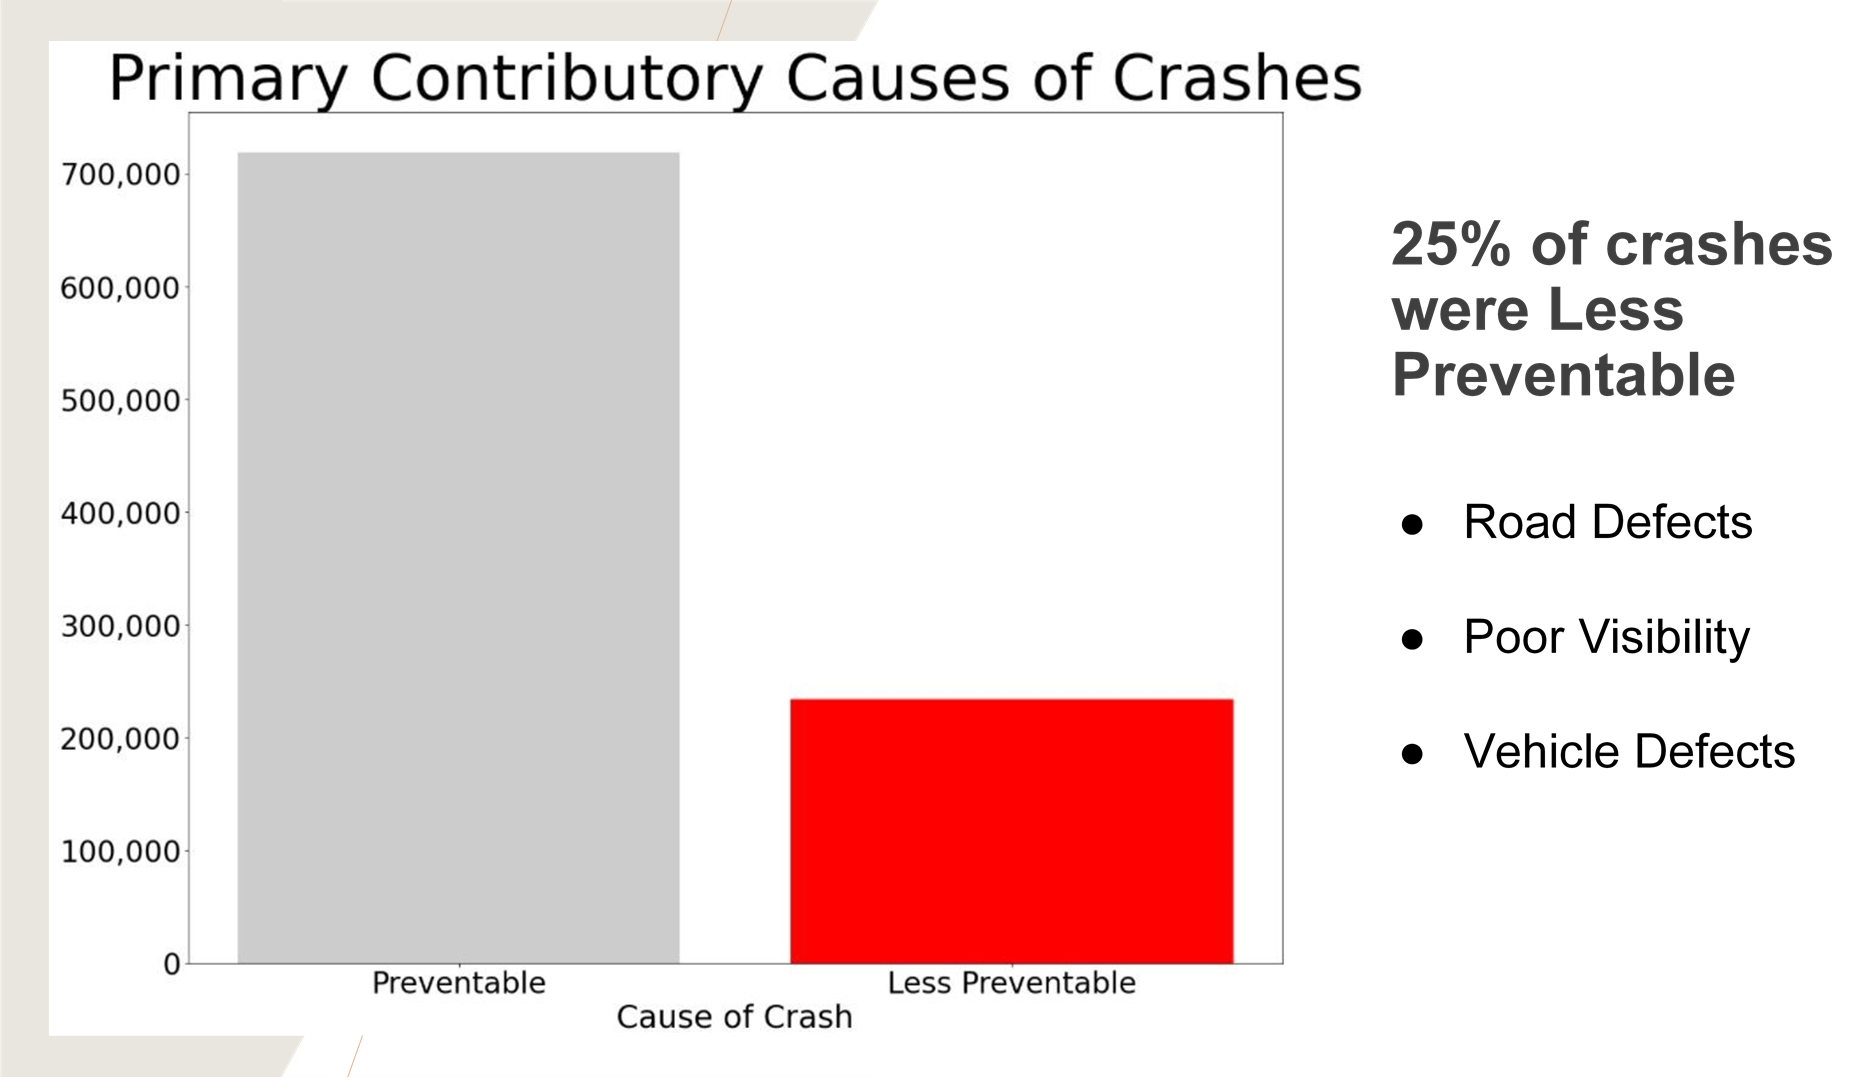 Primary Contributory Causes of Crashes
700,000
600,000
500,000
400,000
300,000
200,000
100,000
0
Preventable
Less Preventable
Cause of Crash
25% of crashes
were Less
Preventable
● Road Defects
● Poor Visibility
● Vehicle Defects